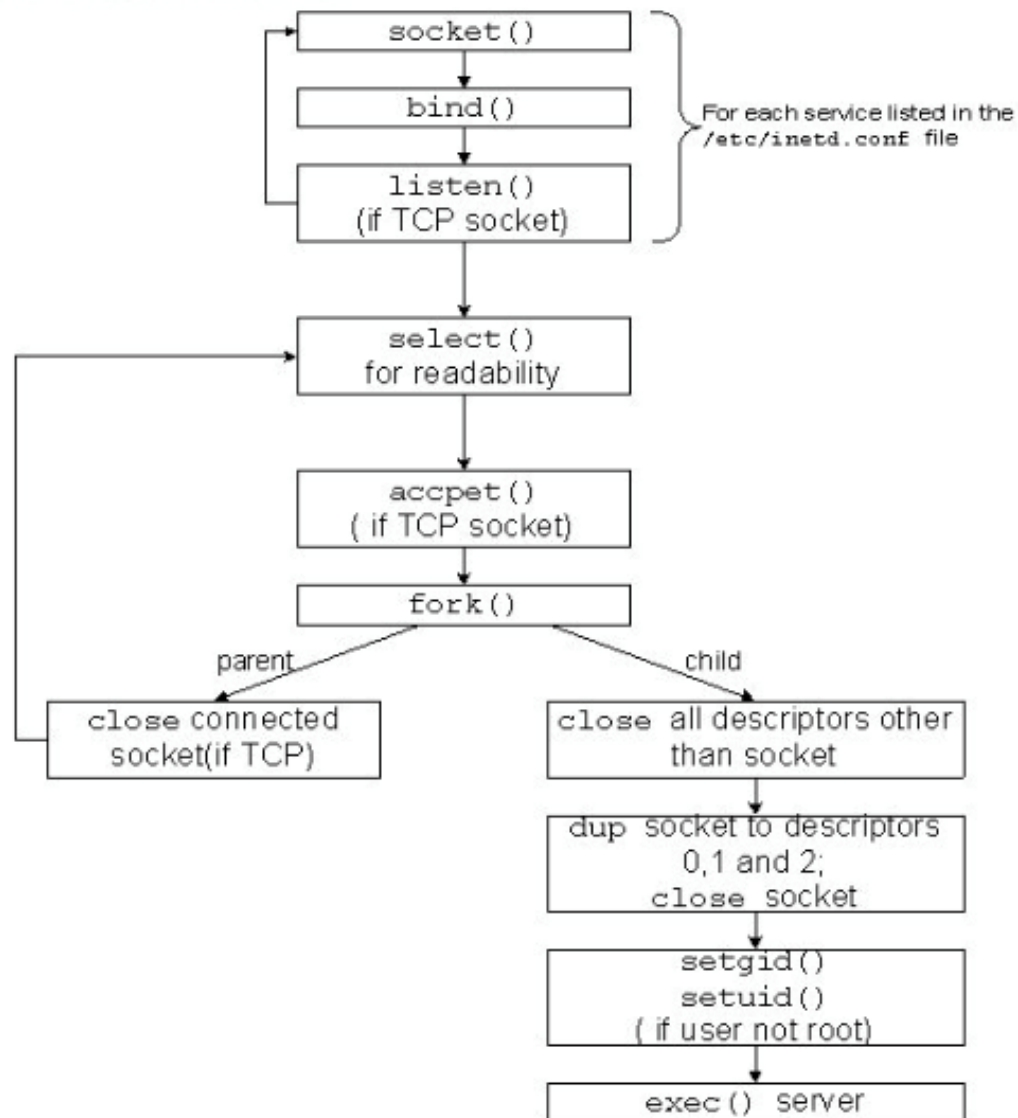 socket()
bind()
For each service listed in the
/etc/inetd.conf file
listen()
(if TCP socket)
select()
for readability
accpet()
( if TCP socket)
fork()
parent
child
close connected
socket(if TCP)
close all descriptors other
than socket
dup socket to descriptors
0,1 and 2;
close socket
setgid()
setuid()
( if user not root)
exec() server